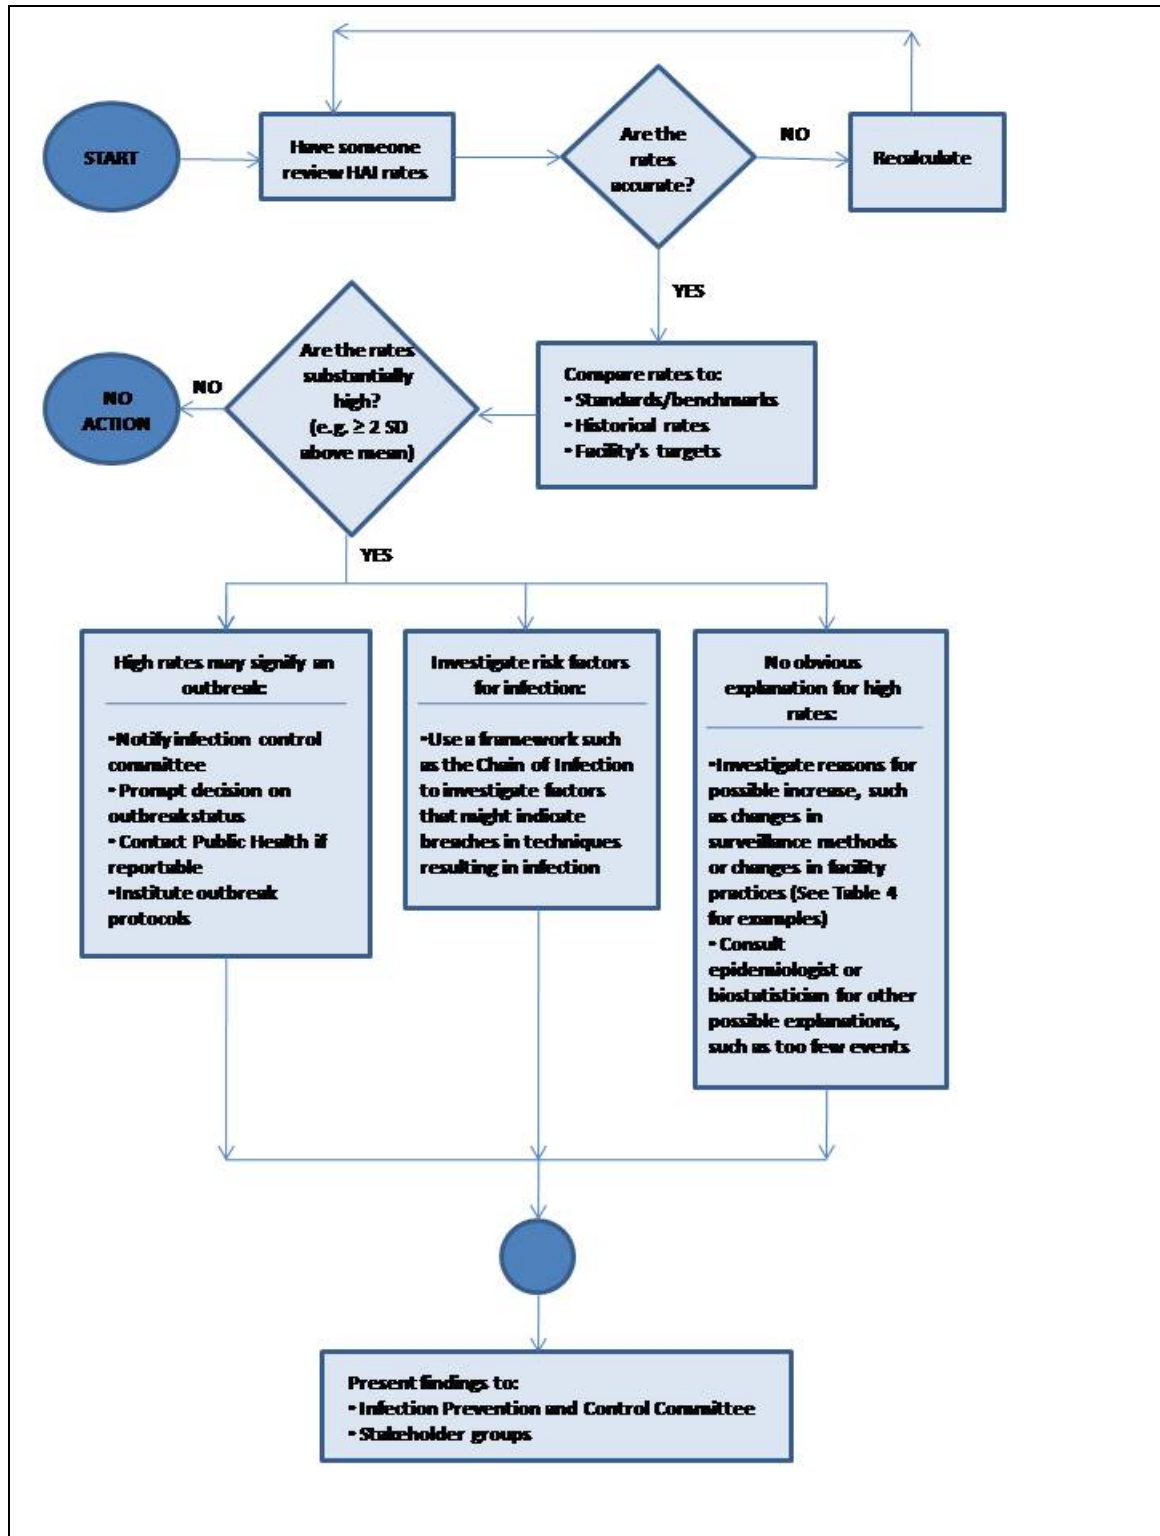 START
Have someone
review HAI rates
Are the
rates
accurate?
NO
Recalculate
YES
Compare rates to:
• Standards/benchmarks
• Historical rates
• Facility's targets
Are the rates
substantially
high?
(e.g. ≥ 2 SD
above mean)
NO
NO
ACTION
YES
High rates may signify an
outbreak:
•Notify infection control
committee
• Prompt decision on
outbreak status
• Contact Public Health if
reportable
•Institute outbreak
protocols
Investigate risk factors
for infection:
•Use a framework such
as the Chain of Infection
to investigate factors
that might indicate
breaches in techniques
resulting in infection
No obvious
explanation for high
rates:
•Investigate reasons for
possible increase, such
as changes in
surveillance methods
or changes in facility
practices (See Table 4
for examples)
• Consult
epidemiologist or
biostatistician for other
possible explanations,
such as too few events
Present findings to:
• Infection Prevention and Control Committee
• Stakeholder groups